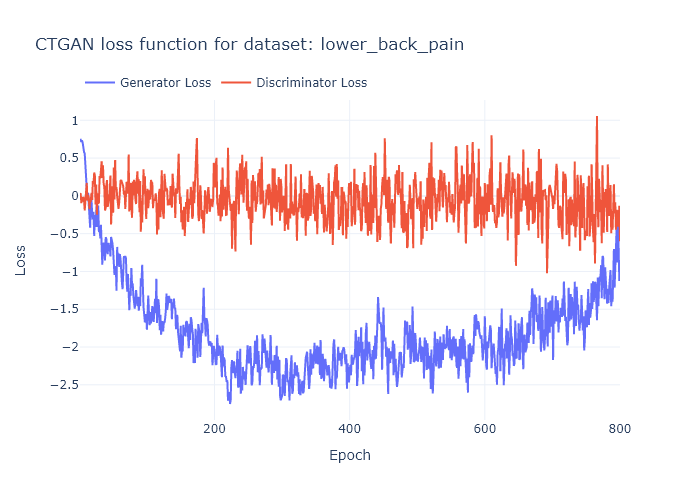 CTGAN loss function for dataset: lower_back_pain
Generator Loss
Discriminator Loss
1
0.5
0
−0.5
−1
−1.5
−2
−2.5
Loss
200
400
600
800
Epoch